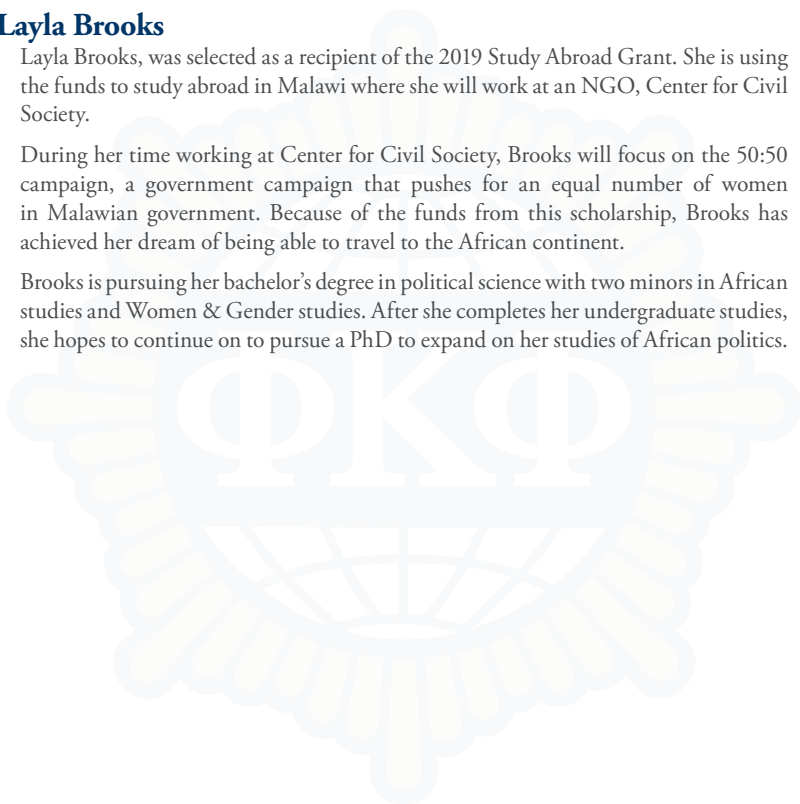 Layla Brooks
Layla Brooks, was selected as a recipient of the 2019 Study Abroad Grant. She is using
the funds to study abroad in Malawi where she will work at an NGO, Center for Civil
Society.
During her time working at Center for Civil Society, Brooks will focus on the 50:50
campaign, a government campaign that pushes for an equal number of women
in Malawian government. Because of the funds from this scholarship, Brooks has
achieved her dream of being able to travel to the African continent.
Brooks is pursuing her bachelor’s degree in political science with two minors in African
studies and Women & Gender studies. After she completes her undergraduate studies,
she hopes to continue on to pursue a PhD to expand on her studies of African politics.
ΦΚΦ